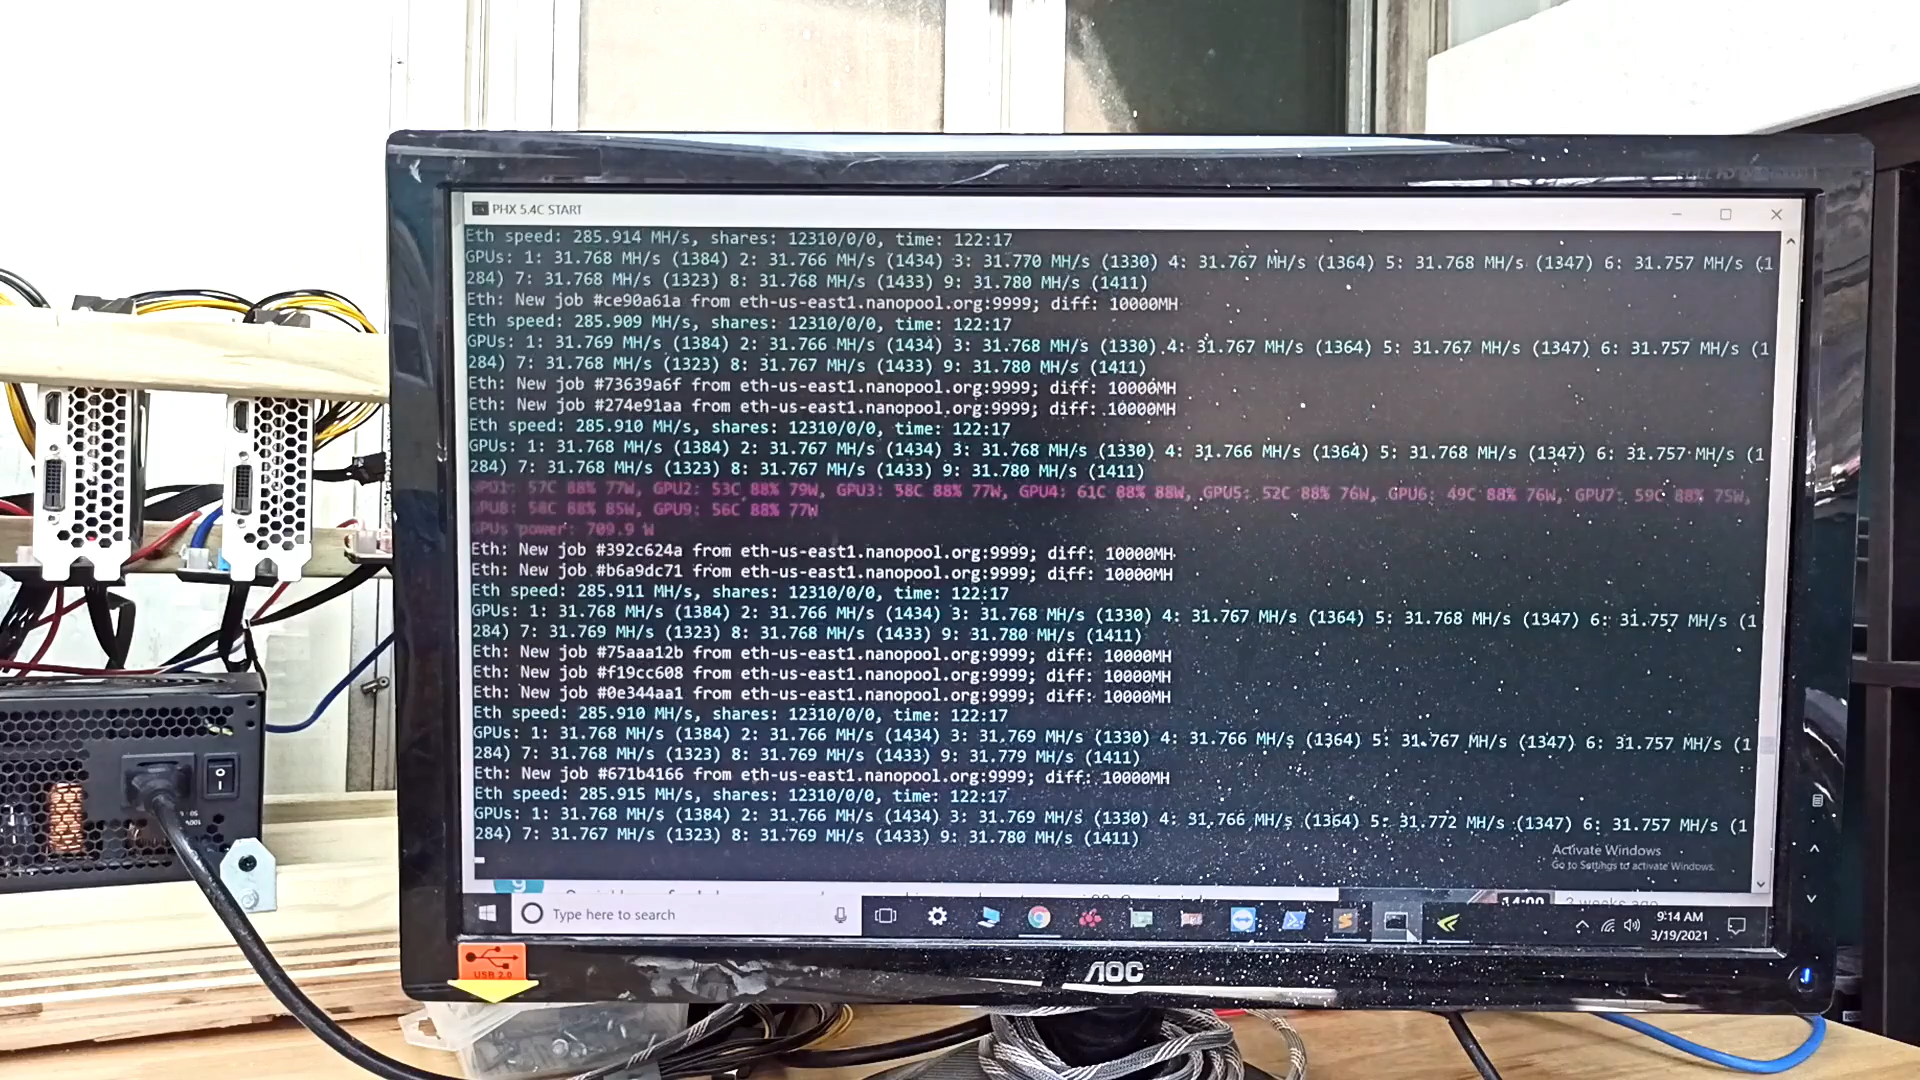 PHX 5.4C START
Eth speed: 285.914 MH/s, shares: 12310/0/0, time: 122:17
GPUs: 1: 31.768 MH/s (1384) 2: 31.766 MH/s (1434) 3: 31.770 MH/s (1330) 4: 31.767 MH/s (1364) 5: 31.768 MH/s (1347) 6: 31.757 MH/s (1
284) 7: 31.768 MH/s (1323) 8: 31.768 MH/s (1433) 9: 31.780 MH/s (1411)
Eth: New job #ce90a61a from eth-us-east1.nanopool.org:9999; diff: 10000MH
Eth speed: 285.909 MH/s, shares: 12310/0/0, time: 122:17
GPUs: 1: 31.769 MH/s (1384) 2: 31.766 MH/s (1434) 3: 31.768 MH/s (1330) 4: 31.767 MH/s (1364) 5: 31.767 MH/s (1347) 6: 31.757 MH/s (1
284) 7: 31.768 MH/s (1323) 8: 31.767 MH/s (1433) 9: 31.780 MH/s (1411)
Eth: New job #73639a6f from eth-us-east1.nanopool.org:9999; diff: 10000MH
Eth: New job #274e91aa from eth-us-east1.nanopool.org:9999; diff: 10000MH
Eth speed: 285.910 MH/s, shares: 12310/0/0, time: 122:17
GPUs: 1: 31.768 MH/s (1384) 2: 31.767 MH/s (1434) 3: 31.768 MH/s (1330) 4: 31.766 MH/s (1364) 5: 31.768 MH/s (1347) 6: 31.757 MH/s (1
284) 7: 31.768 MH/s (1323) 8: 31.767 MH/s (1433) 9: 31.780 MH/s (1411)
GPU1: 57C 88% 77W, GPU2: 53C 88% 79W, GPU3: 58C 88% 77W, GPU4: 61C 88% 88W, GPU5: 52C 88% 76W, GPU6: 49C 88% 76W, GPU7: 59C 88% 75W,
GPU8: 58C 88% 85W, GPU9: 56C 88% 77W
GPUs power: 709.9 W
Eth: New job #392c624a from eth-us-east1.nanopool.org:9999; diff: 10000MH
Eth: New job #b6a9dc71 from eth-us-east1.nanopool.org:9999; diff: 10000MH
Eth speed: 285.911 MH/s, shares: 12310/0/0, time: 122:17
GPUs: 1: 31.768 MH/s (1384) 2: 31.766 MH/s (1434) 3: 31.768 MH/s (1330) 4: 31.767 MH/s (1364) 5: 31.768 MH/s (1347) 6: 31.757 MH/s (1
284) 7: 31.769 MH/s (1323) 8: 31.768 MH/s (1433) 9: 31.780 MH/s (1411)
Eth: New job #75aaa12b from eth-us-east1.nanopool.org:9999; diff: 10000MH
Eth: New job #f19cc608 from eth-us-east1.nanopool.org:9999; diff: 10000MH
Eth: New job #0e344aa1 from eth-us-east1.nanopool.org:9999; diff: 10000MH
Eth speed: 285.910 MH/s, shares: 12310/0/0, time: 122:17
GPUs: 1: 31.768 MH/s (1384) 2: 31.766 MH/s (1434) 3: 31.769 MH/s (1330) 4: 31.766 MH/s (1364) 5: 31.767 MH/s (1347) 6: 31.757 MH/s (1
284) 7: 31.768 MH/s (1323) 8: 31.769 MH/s (1433) 9: 31.779 MH/s (1411)
Eth: New job #671b4166 from eth-us-east1.nanopool.org:9999; diff: 10000MH
Eth speed: 285.915 MH/s, shares: 12310/0/0, time: 122:17
GPUs: 1: 31.768 MH/s (1384) 2: 31.766 MH/s (1434) 3: 31.769 MH/s (1330) 4: 31.766 MH/s (1364) 5: 31.772 MH/s (1347) 6: 31.757 MH/s (1
284) 7: 31.767 MH/s (1323) 8: 31.769 MH/s (1433) 9: 31.780 MH/s (1411)
Activate Windows
Go to Settings to activate Windows.
14:00
3 weeks ago
Type here to search
9:14 AM
3/19/2021
USB 2.0
AOC